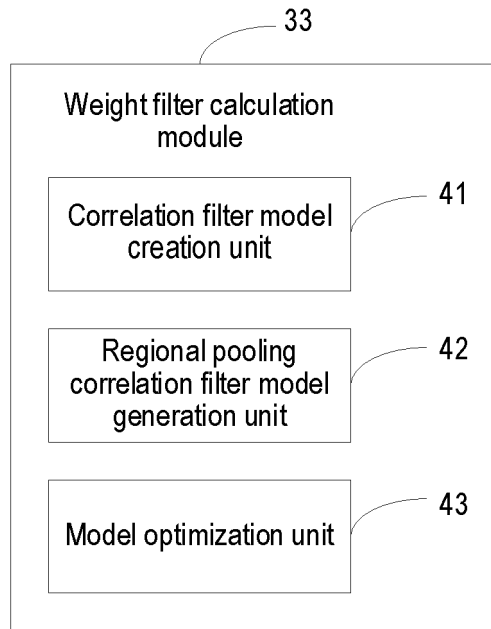 33
Weight filter calculation
module
Correlation filter model
creation unit
41
Regional pooling
correlation filter model
generation unit
42
Model optimization unit
43